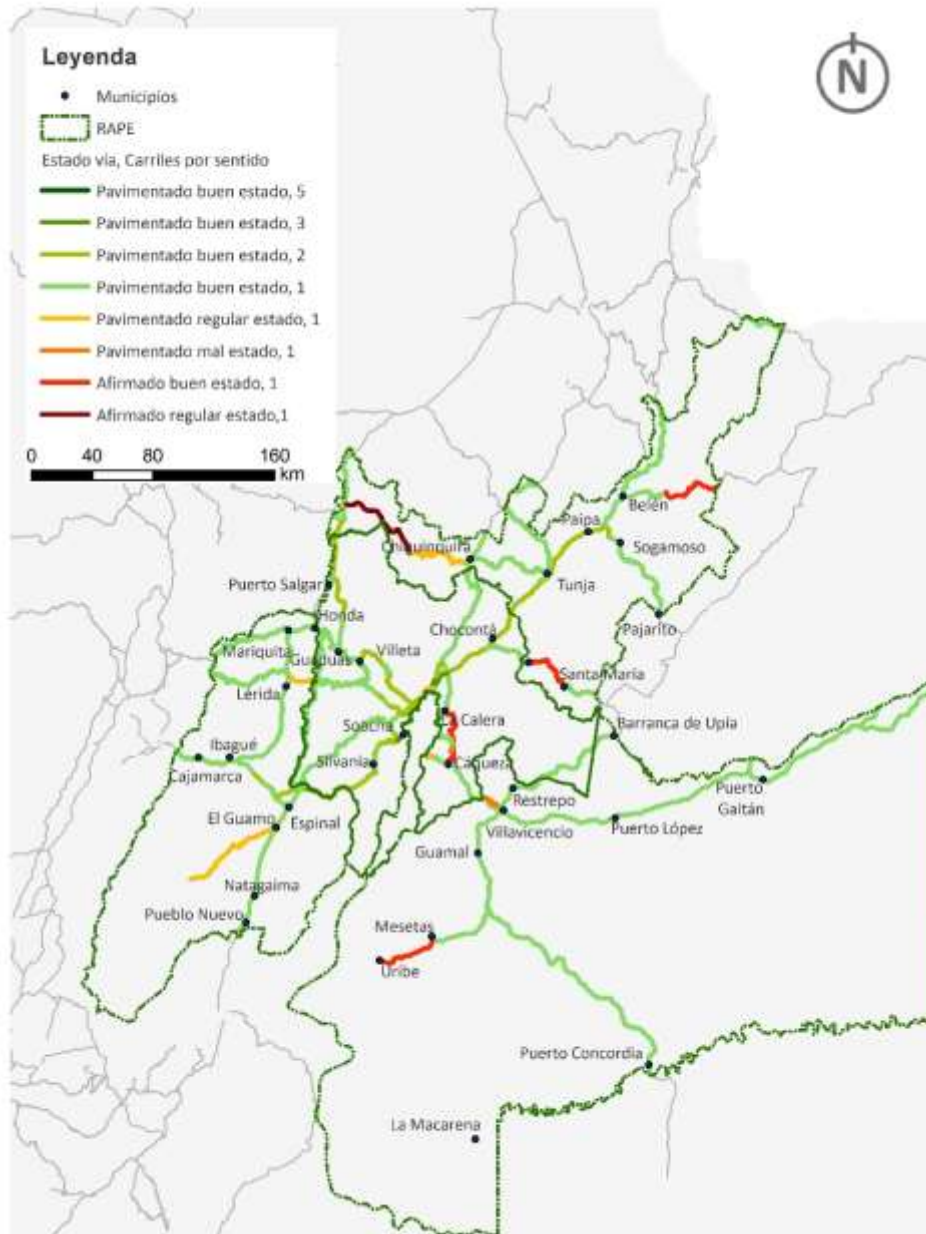 Leyenda
Municipios
RAPE
Estado vía, Carriles por sentido
Pavimentado buen estado, 5
Pavimentado buen estado, 3
Pavimentado buen estado, 2
Pavimentado buen estado, 1
Pavimentado regular estado, 1
Pavimentado mal estado, 1
Afirmado buen estado, 1
Afirmado regular estado,1
0 40 80 160
km
N
Belén
Paipa
Chiquinquira
Sogamoso
Puerto Salgar
Tunja
Honda
Chocontá
Pajarito
Mariquita
Guaduas
Villeta
Santa María
Lérida
Soacha
La Calera
Barranca de Upía
Ibagué
Silvania
Caqueza
Cajamarca
Puerto
Gaitán
Restrepo
El Guamo
Espinal
Villavicencio
Puerto López
Guamal
Natagaima
Pueblo Nuevo
Mesetas
Uribe
Puerto Concordia
La Macarena